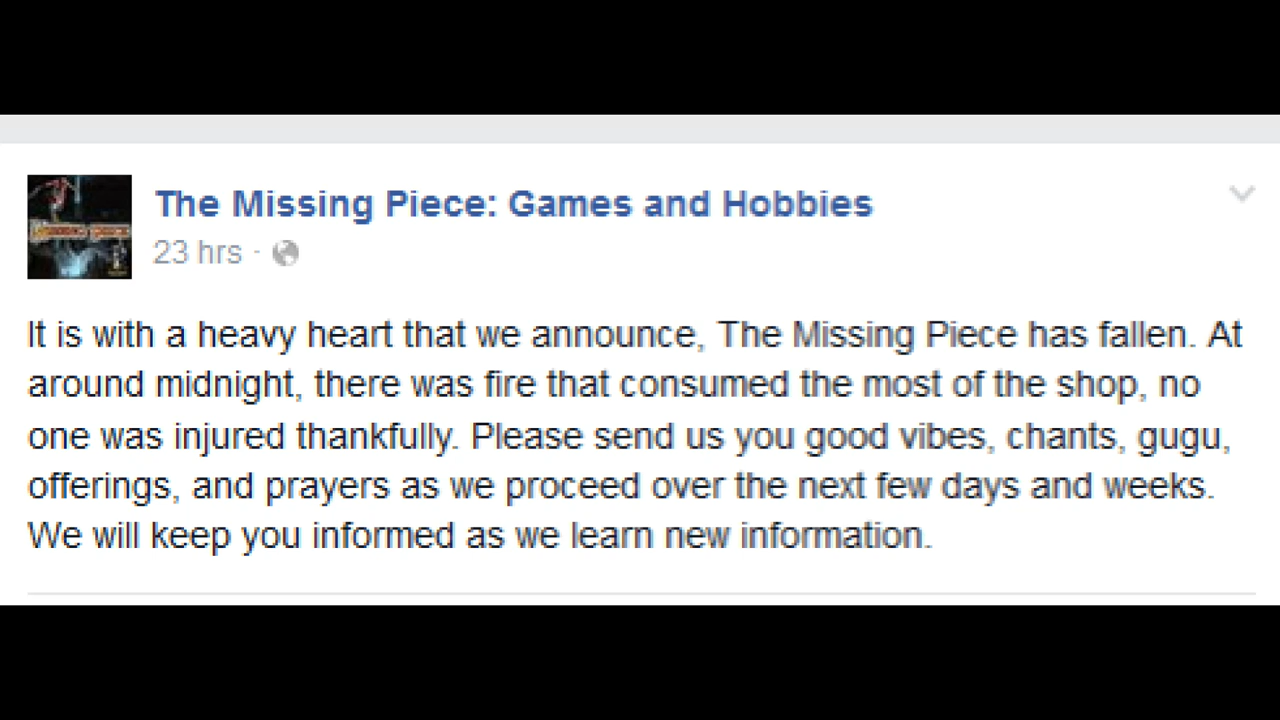 The Missing Piece: Games and Hobbies
23 hrs ·
It is with a heavy heart that we announce, The Missing Piece has fallen. At
around midnight, there was fire that consumed the most of the shop, no
one was injured thankfully. Please send us you good vibes, chants, gugu,
offerings, and prayers as we proceed over the next few days and weeks.
We will keep you informed as we learn new information.